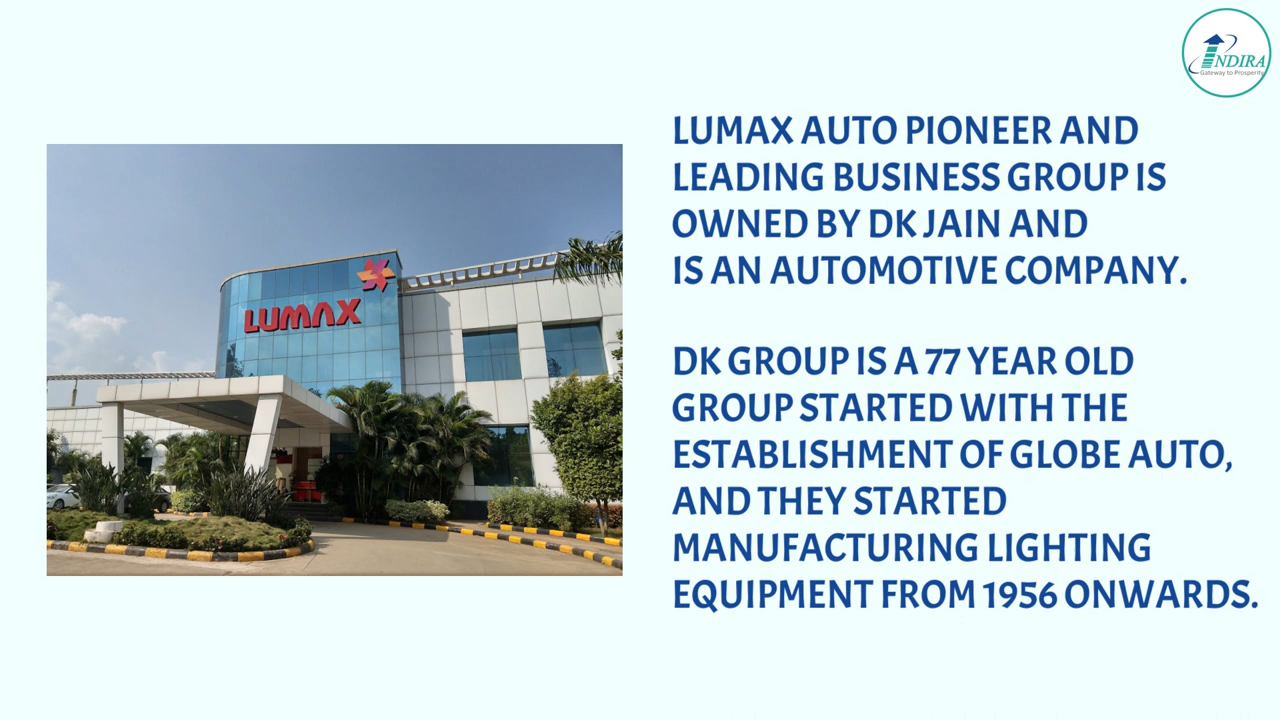 INDIRA
Gateway to Prosperity
LUMAX AUTO PIONEER AND
LEADING BUSINESS GROUP IS
OWNED BY DK JAIN AND
IS AN AUTOMOTIVE COMPANY.
LUMAX
DK GROUP IS A 77 YEAR OLD
GROUP STARTED WITH THE
ESTABLISHMENT OF GLOBE AUTO,
AND THEY STARTED
MANUFACTURING LIGHTING
EQUIPMENT FROM 1956 ONWARDS.